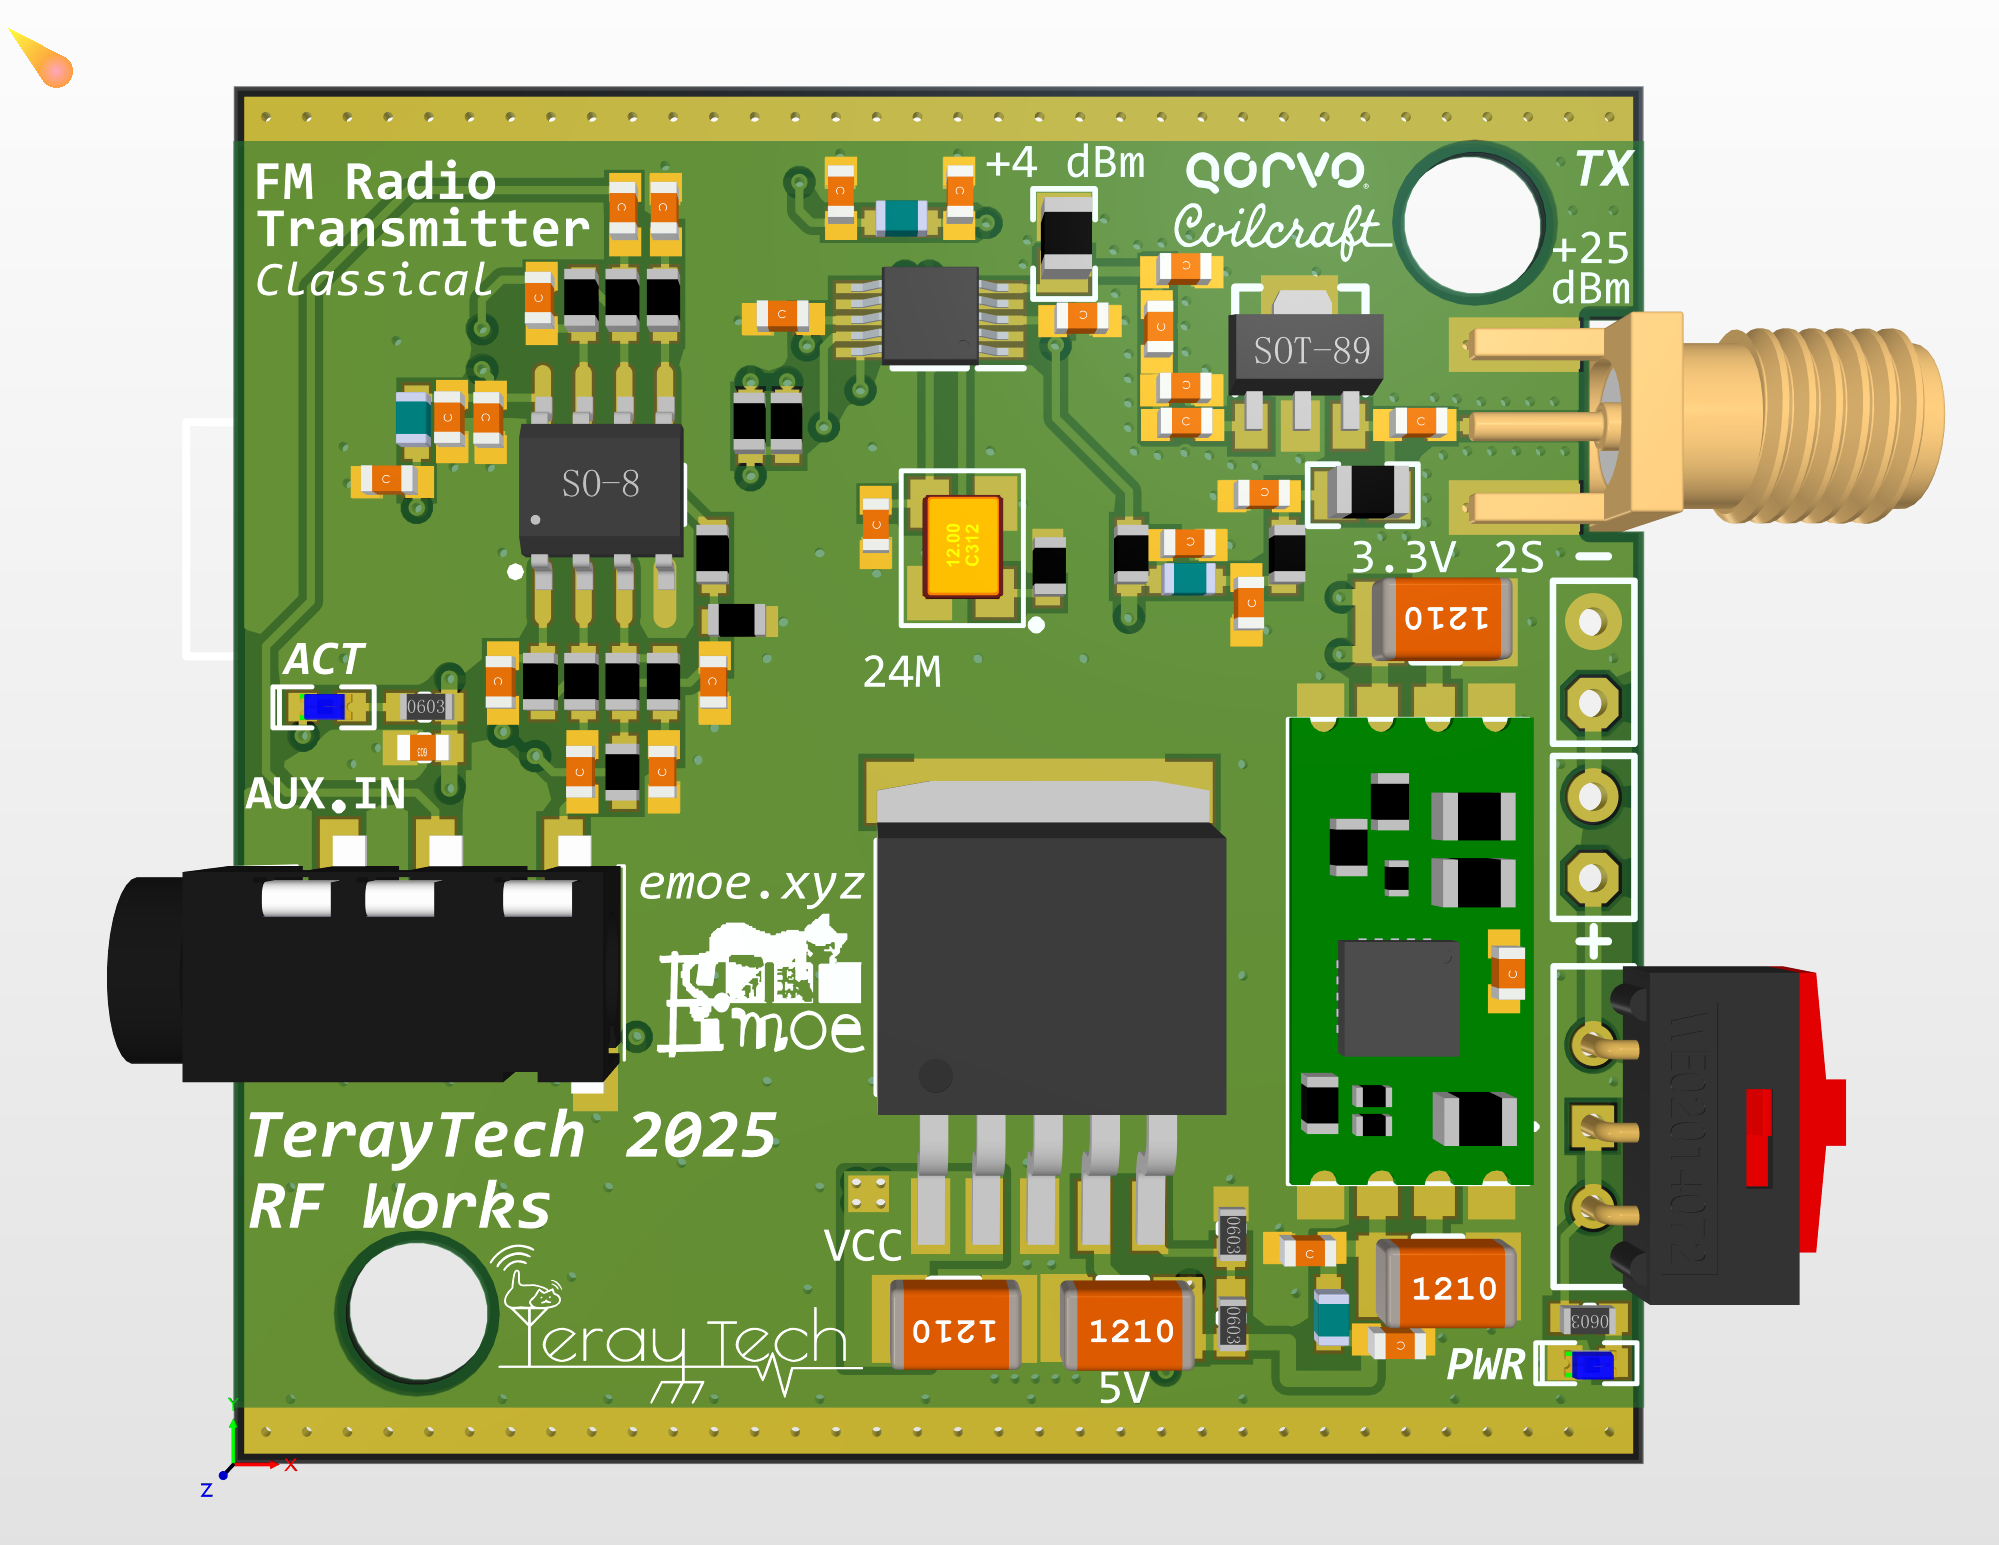 FM Radio
Transmitter
Classical
+4 dBm
Qorvo
Coilcraft
TX
+25
dBm
SOT-89
SO-8
12.00
C312
24M
3.3V 2S
−
1210
ACT
0603
603
AUX.IN
emoe.xyz
moe
+
TerayTech 2025
RF Works
VCC
0603
0603
1210
1210
1210
5V
TerayTech
0603
PWR
Y
X
Z